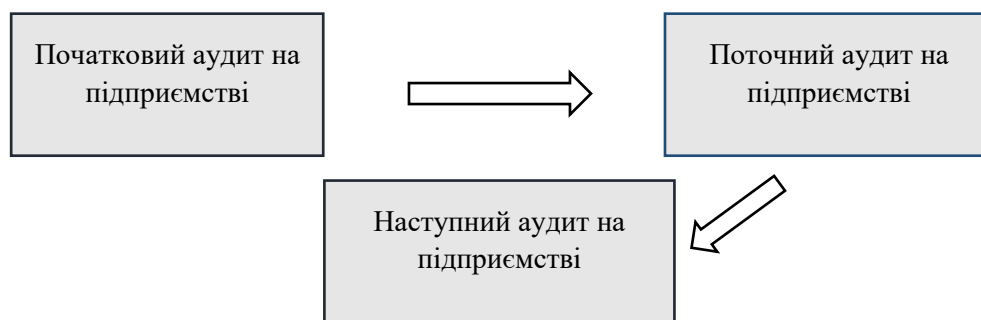 Початковий аудит на
підприємстві
Поточний аудит на
підприємстві
Наступний аудит на
підприємстві